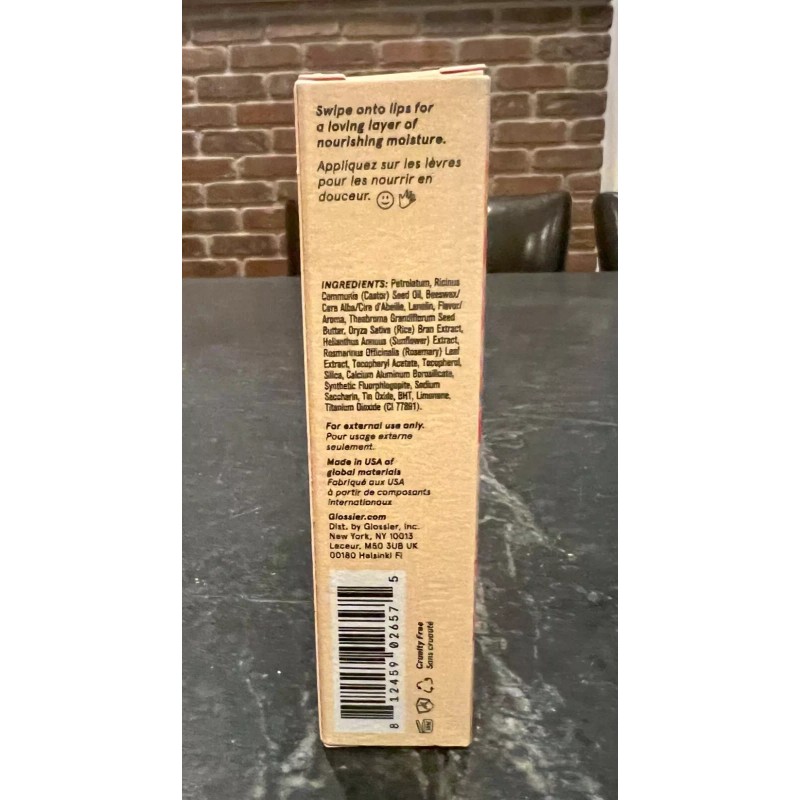 Swipe onto lips for
a loving layer of
nourishing moisture.
Appliquez sur les lèvres
pour les nourrir en
douceur.
INGREDIENTS: Petrolatum, Ricinus
Communis (Castor) Seed Oil, Beeswax/
Cera Alba/Cire d'Abeille, Lanolin, Flavor/
Aroma, Theobroma Grandiflorum Seed
Butter, Oryza Sativa (Rice) Bran Extract,
Helianthus Annuus (Sunflower) Extract,
Rosmarinus Officinalis (Rosemary) Leaf
Extract, Tocopheryl Acetate, Tocopherol,
Silica, Calcium Aluminum Borosilicate,
Synthetic Fluorphlogopite, Sodium
Saccharin, Tin Oxide, BHT, Limonene,
Titanium Dioxide (CI 77891).
For external use only.
Pour usage externe
seulement.
Made in USA of
global materials
Fabriqué aux USA
à partir de composants
internationaux
Glossier.com
Dist. by Glossier, Inc.
New York, NY 10013
Laceur, M50 3UB UK
00180 Helsinki FI
8 12459 02657 5
Cruelty Free
Sans cruauté